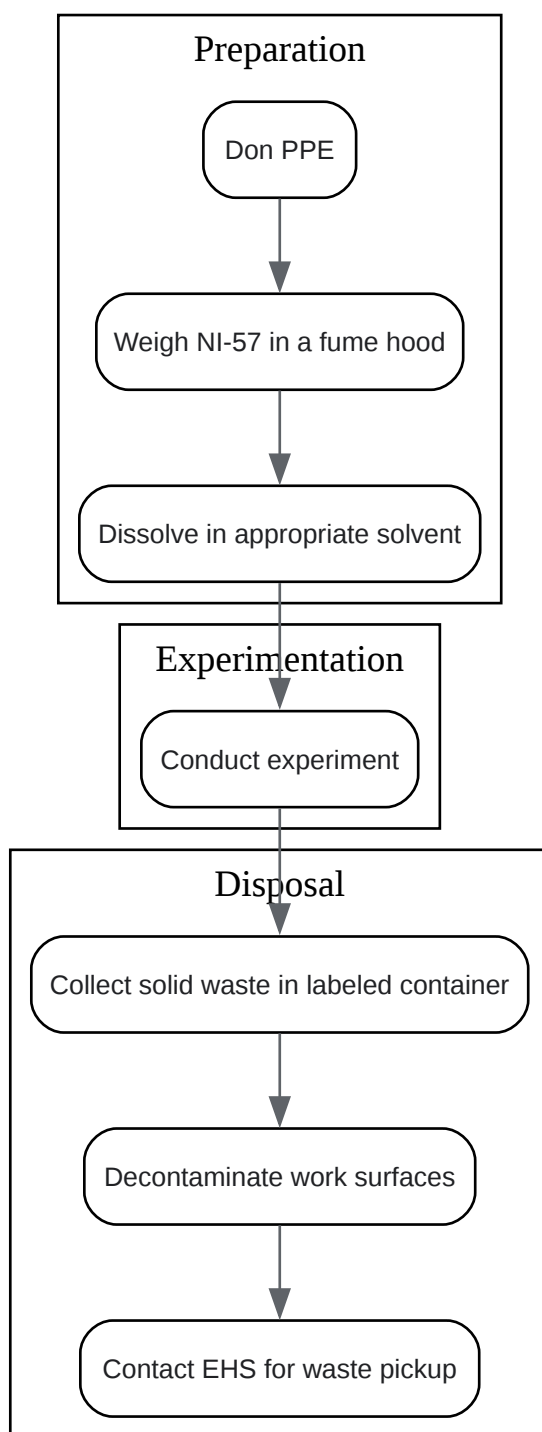 Preparation
Don PPE
Weigh NI-57 in a fume hood
Dissolve in appropriate solvent
Experimentation
Conduct experiment
Disposal
Collect solid waste in labeled container
Decontaminate work surfaces
Contact EHS for waste pickup